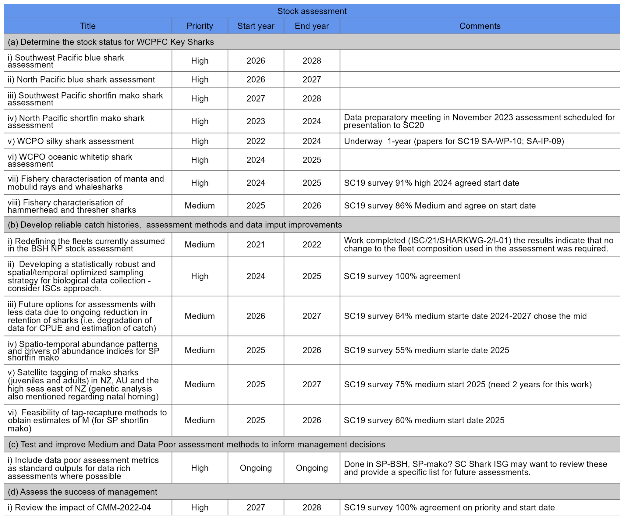 Stock assessment
Title Priority Start year End year Comments
(a) Determine the stock status for WCPFC Key Sharks
i) Southwest Pacific blue shark
assessment
High 2026 2028
ii) North Pacific blue shark assessment High 2026 2027
iii) Southwest Pacific shortfin mako shark
assessment
High 2027 2028
iv) North Pacific shortfin mako shark
assessment
High 2023 2024
Data preparatory meeting in November 2023 assessment scheduled for
presentation to SC20
v) WCPO silky shark assessment High 2022 2024 Underway 1-year (papers for SC19 SA-WP-10; SA-IP-09)
vi) WCPO oceanic whitetip shark
assessment
High 2024 2025
vii) Fishery characterisation of manta and
mobulid rays and whalesharks
High 2024 2025 SC19 survey 91% high 2024 agreed start date
viii) Fishery characterisation of
hammerhead and thresher sharks
Medium 2025 2026 SC19 survey 86% Medium and agree on start date
(b) Develop reliable catch histories, assessment methods and data imput improvements
i) Redefining the fleets currently assumed
in the BSH NP stock assessment
Medium 2021 2022
Work completed (ISC/21/SHARKWG-2/I-01) the results indicate that no
change to the fleet composition used in the assessment was required.
ii) Developing a statistically robust and
spatial/temporal optimized sampling
strategy for biological data collection -
consider ISCs approach.
High 2024 2025 SC19 survey 100% agreement
iii) Future options for assessments with
less data due to ongoing reduction in
retention of sharks (i.e. degradation of
data for CPUE and estimation of catch)
Medium 2026 2027 SC19 survey 64% medium starte date 2024-2027 chose the mid
iv) Spatio-temporal abundance patterns
and drivers of abundance indices for SP
shortfin mako
Medium 2025 2026 SC19 survey 55% medium starte date 2025
v) Satellite tagging of mako sharks
(juveniles and adults) in NZ, AU and the
high seas east of NZ (genetic analysis
also mentioned regarding natal homing)
Medium 2025 2027 SC19 survey 75% medium start 2025 (need 2 years for this work)
vi) Feasibility of tag-recapture methods to
obtain estimates of M (for SP shortfin
mako)
Medium 2025 2026 SC19 survey 60% medium start date 2025
(c) Test and improve Medium and Data Poor assessment methods to inform management decisions
i) Include data poor assessment metrics
as standard outputs for data rich
assessments where posssible
High Ongoing Ongoing
Done in SP-BSH, SP-mako? SC Shark ISG may want to review these
and provide a specific list for future assessments.
(d) Assess the success of management
i) Review the impact of CMM-2022-04 High 2027 2028 SC19 survey 100% agreement on priority and start date